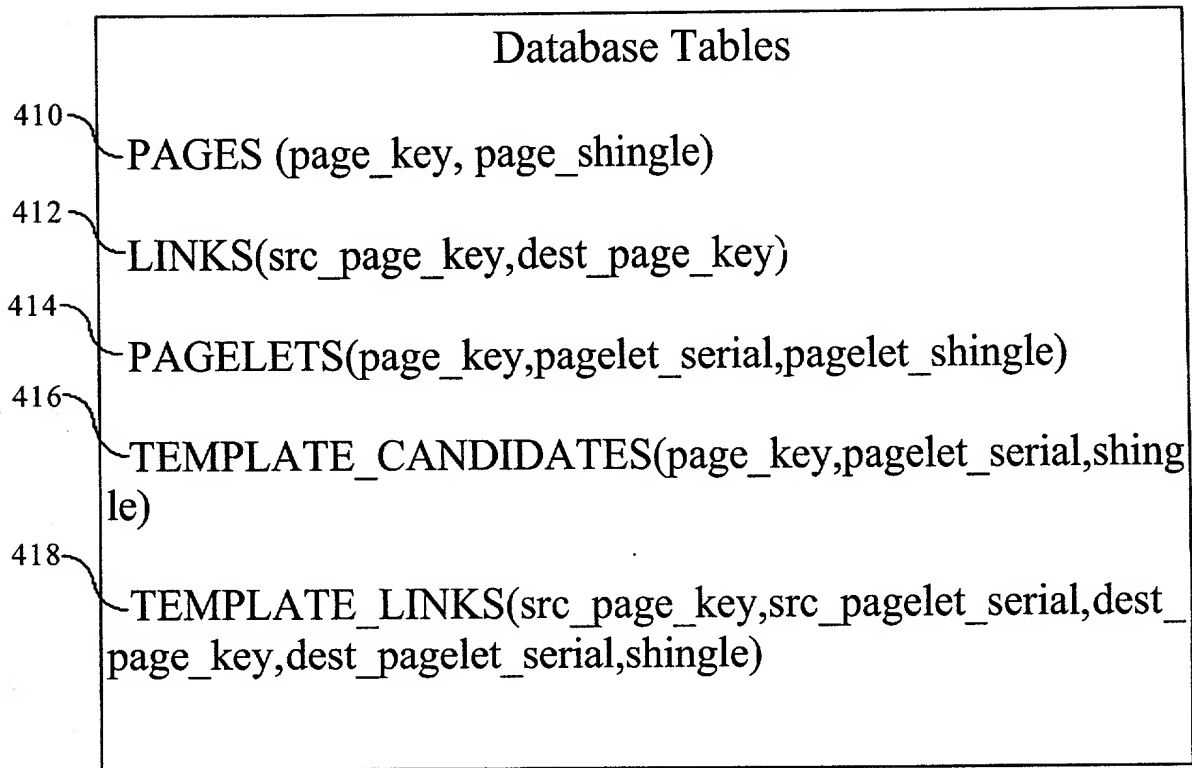 Database Tables
410
PAGES (page_key, page_shingle)
412
LINKS(src_page_key,dest_page_key)
414
PAGELETS(page_key,pagelet_serial,pagelet_shingle)
416
TEMPLATE_CANDIDATES(page_key,pagelet_serial,shing
le)
418
TEMPLATE_LINKS(src_page_key,src_pagelet_serial,dest_
page_key,dest_pagelet_serial,shingle)